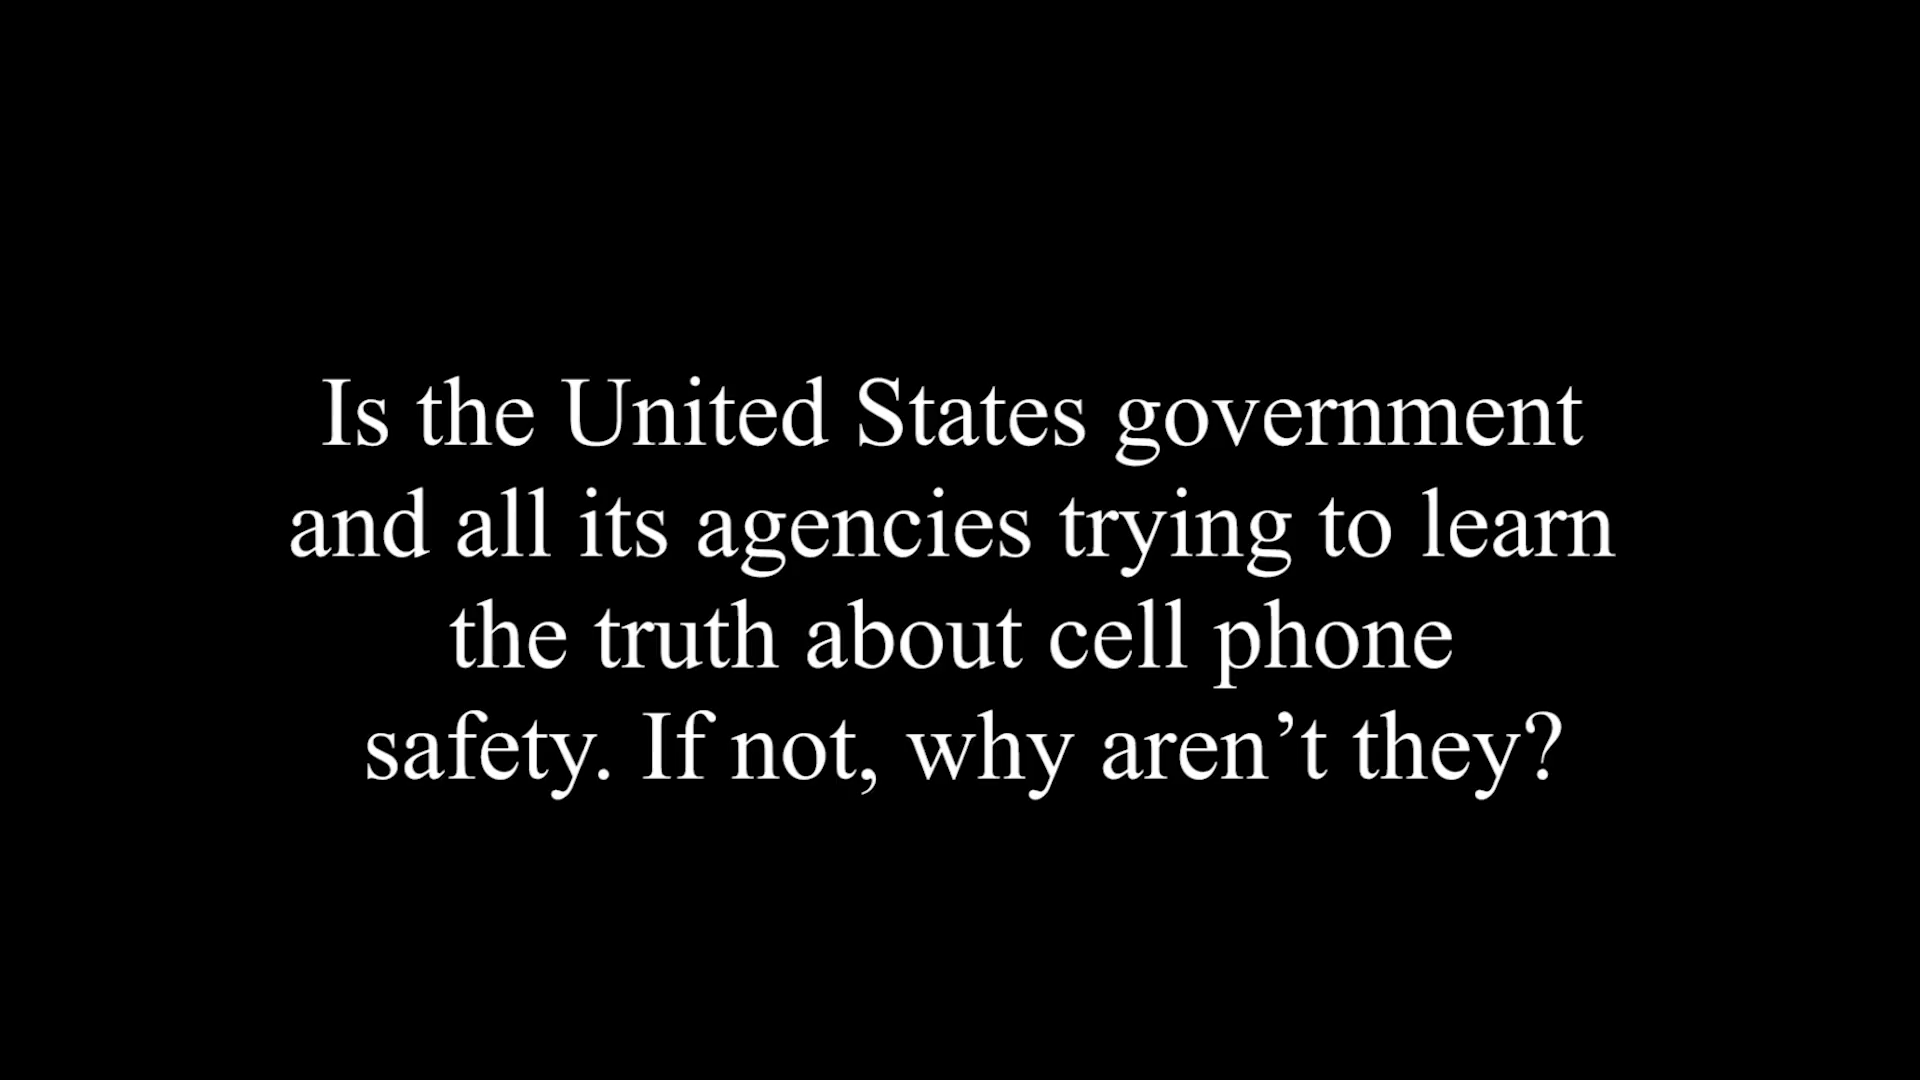 Is the United States government
and all its agencies trying to learn
the truth about cell phone
safety. If not, why aren’t they?